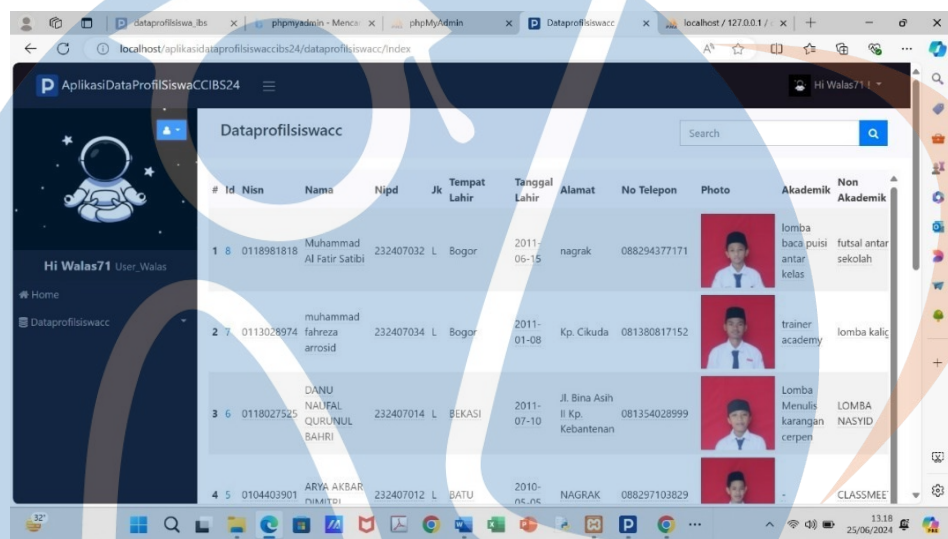 dataprofilsiswa_ibs
phpmyadmin - Menca
phpMyAdmin
Dataprofilsiswacc
localhost / 127.0.0.1 /
localhost/aplikasidataprofilsiswaccibs24/dataprofilsiswacc/index
AplikasiDataProfilSiswaCCIBS24
Hi Walas71 !
Dataprofilsiswacc
Search
Hi Walas71 User_Walas
Home
Dataprofilsiswacc
# Id Nisn Nama Nipd Jk Tempat Lahir Tanggal Lahir Alamat No Telepon Photo Akademik Non Akademik
1 8 0118981818 Muhammad Al Fatir Satibi 232407032 L Bogor 2011-06-15 nagrak 088294377171 lomba baca puisi antar kelas futsal antar sekolah
2 7 0113028974 muhammad fahreza arrosid 232407034 L Bogor 2011-01-08 Kp. Cikuda 081380817152 trainer academy lomba kalig
3 6 0118027525 DANU NAUFAL QURUNUL BAHRI 232407014 L BEKASI 2011-07-10 Jl. Bina Asih II Kp. Kebantenan 081354028999 Lomba Menulis karangan cerpen LOMBA NASYID
4 5 0104403901 ARYA AKBAR DIMITRI 232407012 L BATU 2010-05-05 NAGRAK 088297103829 - CLASSMEE
32°
13.18
25/06/2024